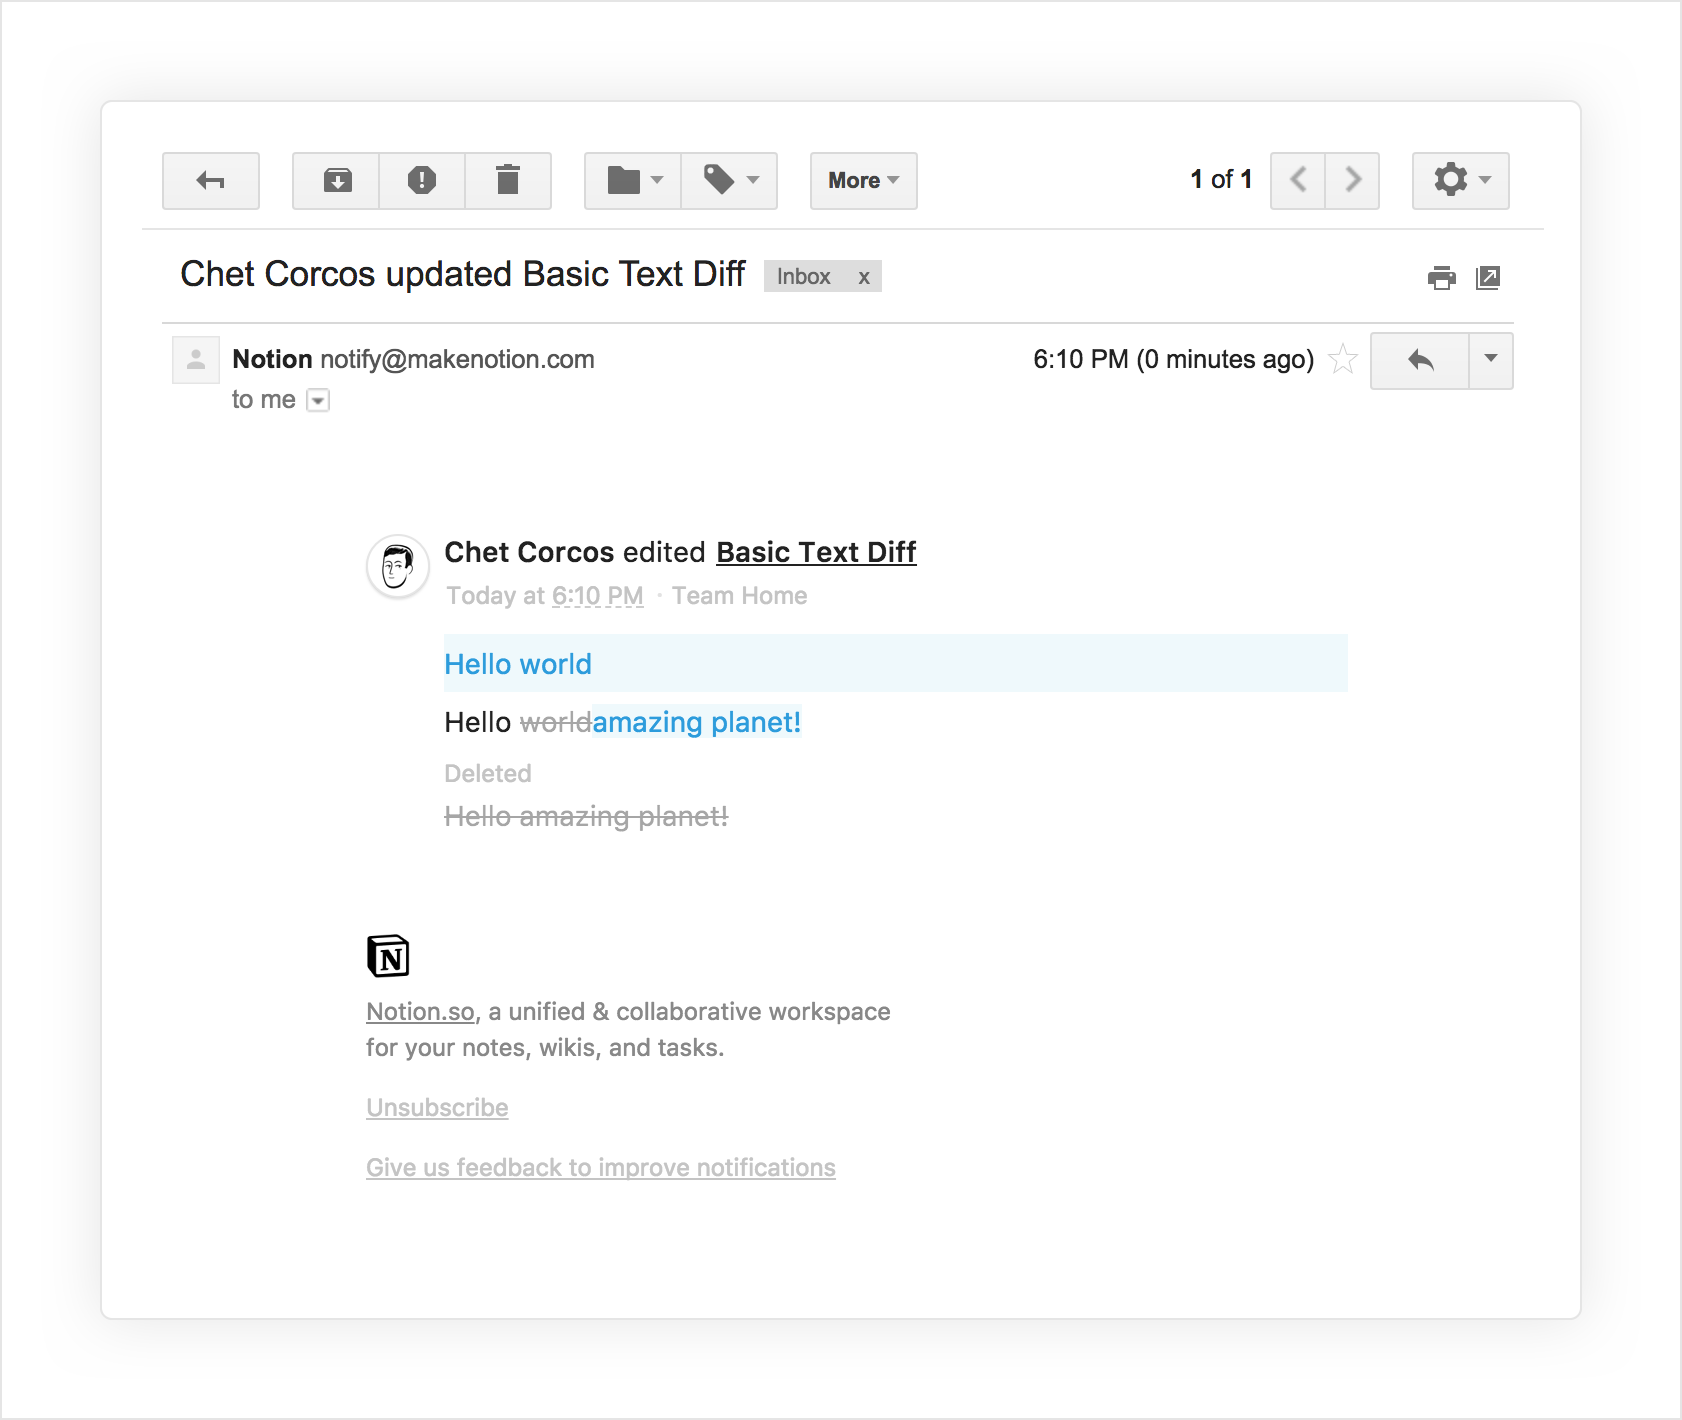 More
1 of 1
Chet Corcos updated Basic Text Diff Inbox x
Notion notify@makenotion.com 6:10 PM (0 minutes ago)
to me
Chet Corcos edited Basic Text Diff
Today at 6:10 PM · Team Home
Hello world
Hello worldamazing planet!
Deleted
Hello amazing planet!
N
Notion.so, a unified & collaborative workspace
for your notes, wikis, and tasks.
Unsubscribe
Give us feedback to improve notifications